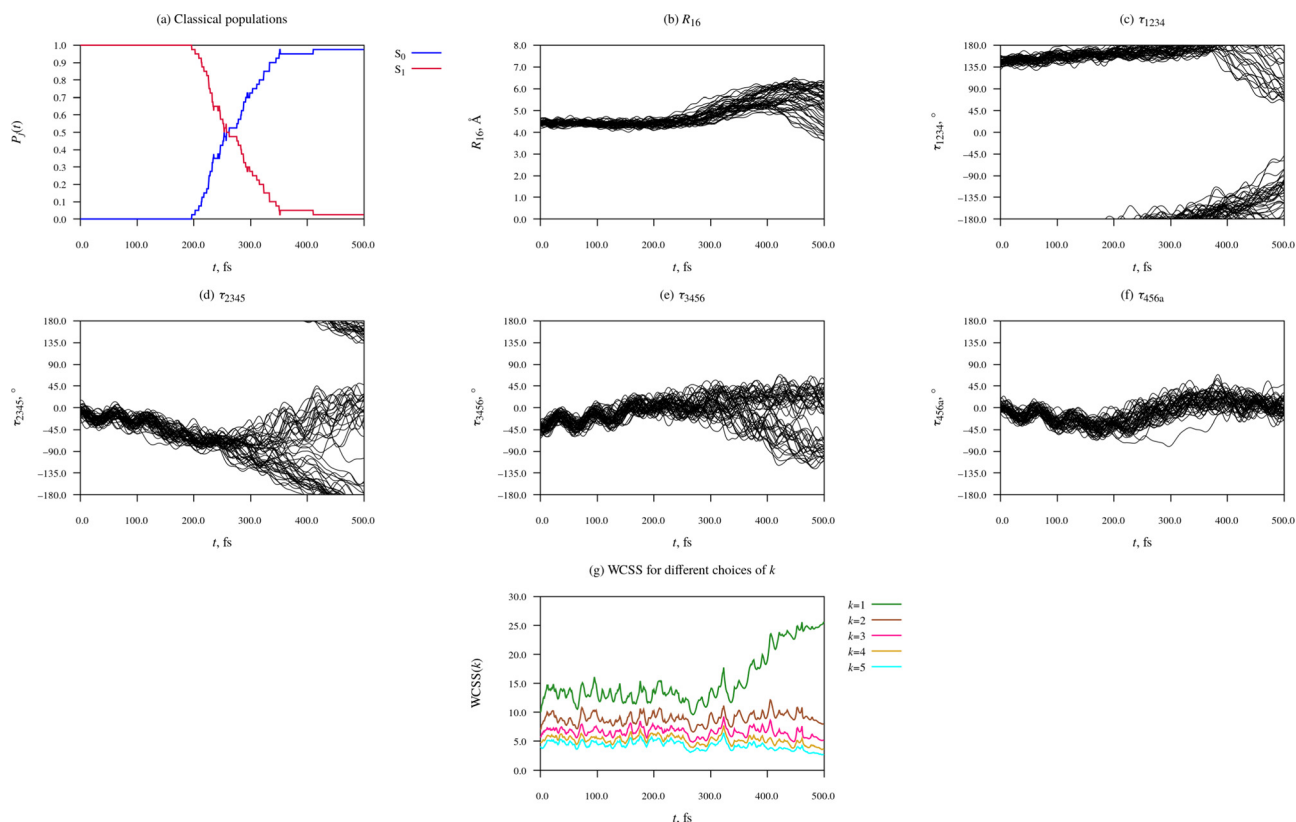 (a) Classical populations
1.0
0.9
0.8
0.7
0.6
0.5
0.4
0.3
0.2
0.1
0.0
Pj(t)
0.0 100.0 200.0 300.0 400.0 500.0
t, fs
S0
S1
(b) R16
8.0
7.0
6.0
5.0
4.0
3.0
2.0
1.0
0.0
R16, Å
0.0 100.0 200.0 300.0 400.0 500.0
t, fs
(c) τ1234
180.0
135.0
90.0
45.0
0.0
−45.0
−90.0
−135.0
−180.0
τ1234, °
0.0 100.0 200.0 300.0 400.0 500.0
t, fs
(d) τ2345
180.0
135.0
90.0
45.0
0.0
−45.0
−90.0
−135.0
−180.0
τ2345, °
0.0 100.0 200.0 300.0 400.0 500.0
t, fs
(e) τ3456
180.0
135.0
90.0
45.0
0.0
−45.0
−90.0
−135.0
−180.0
τ3456, °
0.0 100.0 200.0 300.0 400.0 500.0
t, fs
(f) τ456a
180.0
135.0
90.0
45.0
0.0
−45.0
−90.0
−135.0
−180.0
τ456a, °
0.0 100.0 200.0 300.0 400.0 500.0
t, fs
(g) WCSS for different choices of k
30.0
25.0
20.0
15.0
10.0
5.0
0.0
WCSS(k)
0.0 100.0 200.0 300.0 400.0 500.0
t, fs
k=1
k=2
k=3
k=4
k=5